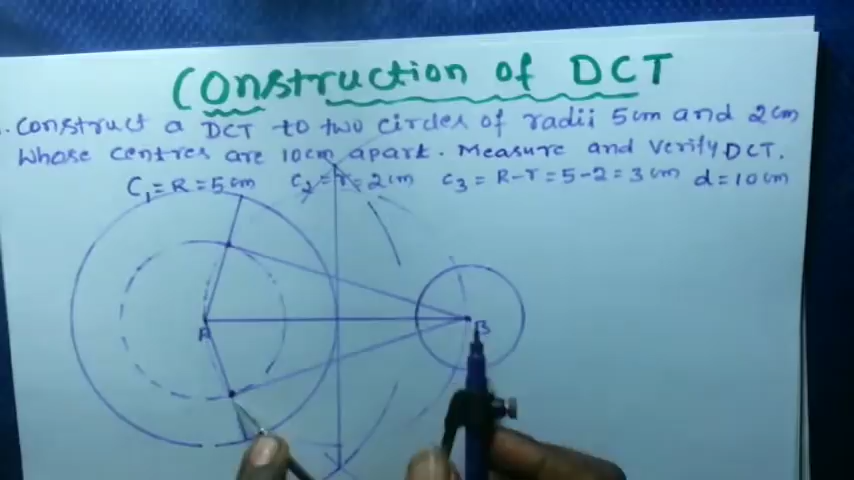 Construction of DCT
. Construct a DCT to two circles of radii 5cm and 2cm
Whose centres are 10cm apart. Measure and Verify DCT.
C₁ = R = 5cm C₂ = r = 2cm C₃ = R-r = 5-2 = 3cm d = 10cm
A
B